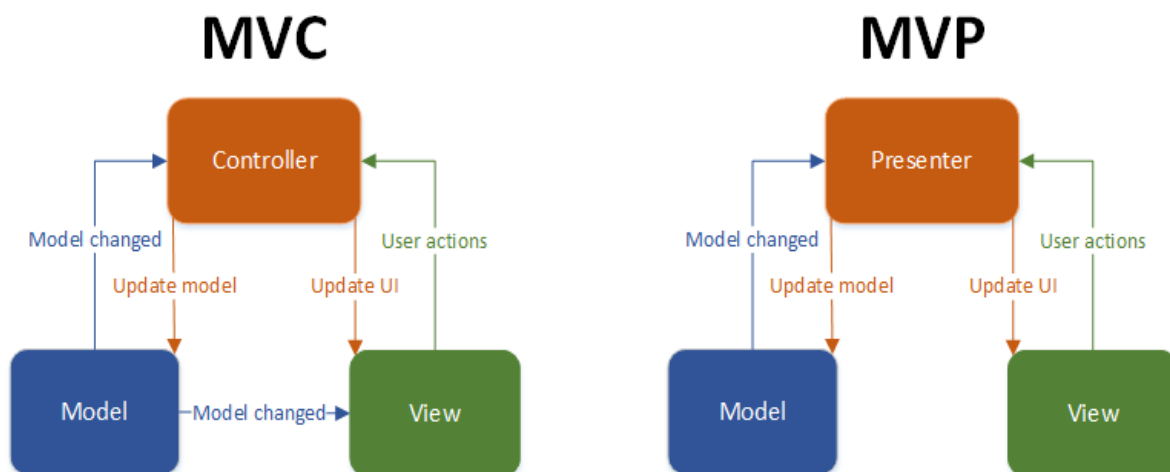 MVC
MVP
Controller
Presenter
Model changed
User actions
Model changed
User actions
Update model
Update UI
Update model
Update UI
Model
Model changed
View
Model
View